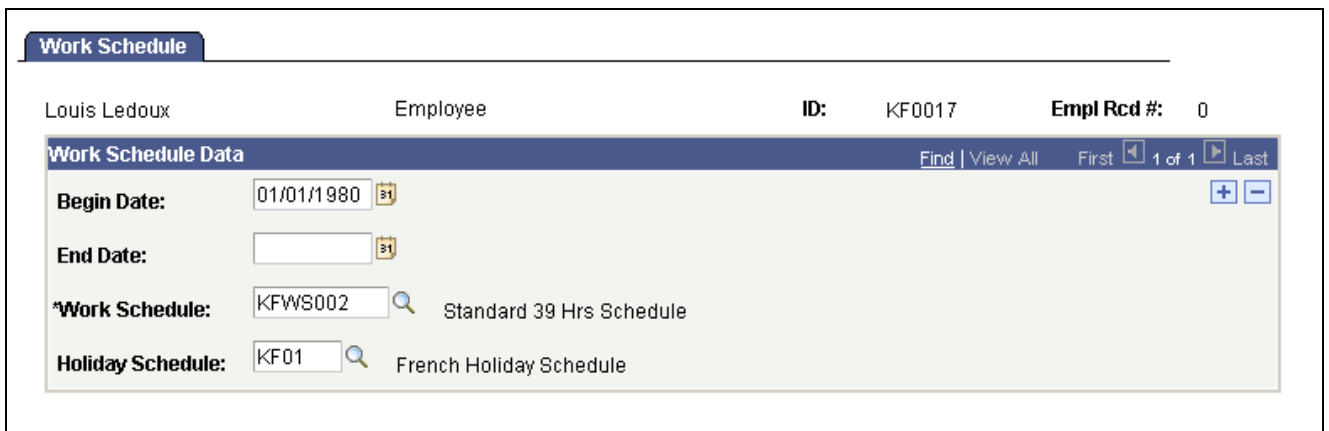 Work Schedule
Louis Ledoux Employee ID: KF0017 Empl Rcd #: 0
Work Schedule Data Find | View All First 1 of 1 Last
Begin Date: 01/01/1980 31
End Date: 31
*Work Schedule: KFWS002 Standard 39 Hrs Schedule
Holiday Schedule: KF01 French Holiday Schedule